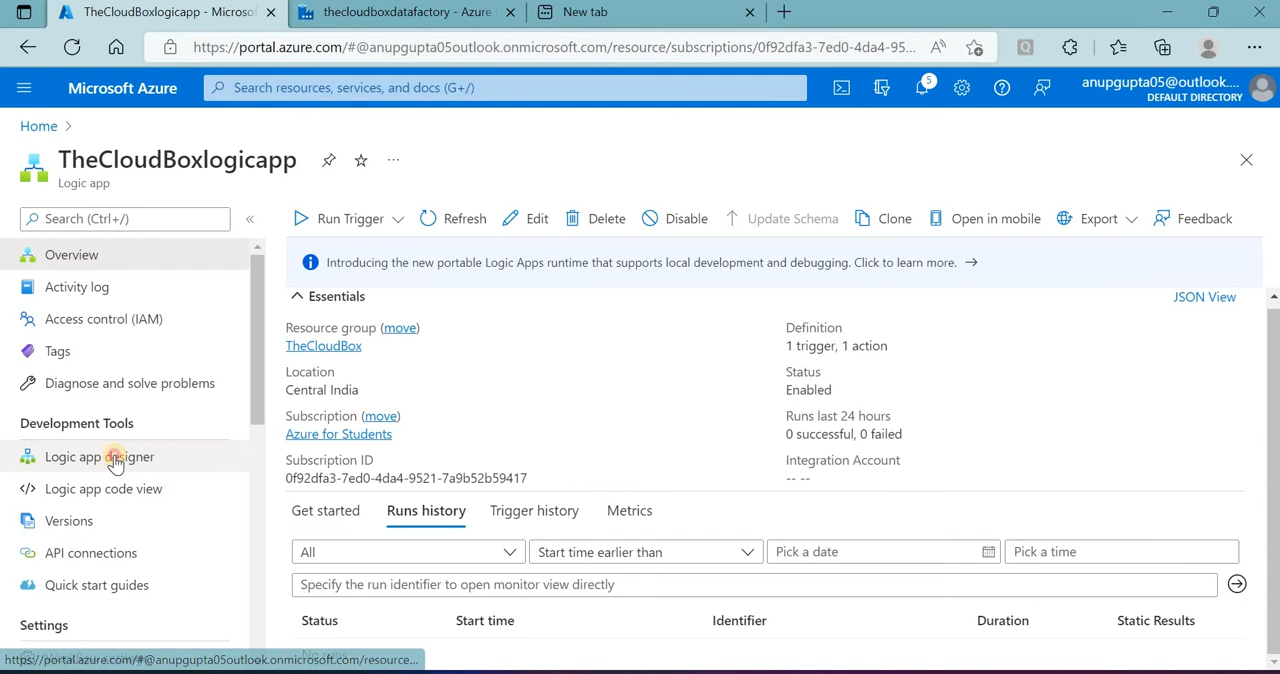 TheCloudBoxlogicapp - Microsof
thecloudboxdatafactory - Azure
New tab
https://portal.azure.com/#@anupgupta05outlook.onmicrosoft.com/resource/subscriptions/0f92dfa3-7ed0-4da4-95...
Microsoft Azure
Search resources, services, and docs (G+/)
5
anupgupta05@outlook....
DEFAULT DIRECTORY
Home
TheCloudBoxlogicapp
Logic app
Search (Ctrl+/)
Run Trigger
Refresh
Edit
Delete
Disable
Update Schema
Clone
Open in mobile
Export
Feedback
Overview
Activity log
Access control (IAM)
Tags
Diagnose and solve problems
Development Tools
Logic app designer
Logic app code view
Versions
API connections
Quick start guides
Settings
https://portal.azure.com/#@anupgupta05outlook.onmicrosoft.com/resource...
Introducing the new portable Logic Apps runtime that supports local development and debugging. Click to learn more.
Essentials
JSON View
Resource group (move)
TheCloudBox
Location
Central India
Subscription (move)
Azure for Students
Subscription ID
0f92dfa3-7ed0-4da4-9521-7a9b52b59417
Definition
1 trigger, 1 action
Status
Enabled
Runs last 24 hours
0 successful, 0 failed
Integration Account
-- --
Get started
Runs history
Trigger history
Metrics
All
Start time earlier than
Pick a date
Pick a time
Specify the run identifier to open monitor view directly
Status
Start time
Identifier
Duration
Static Results